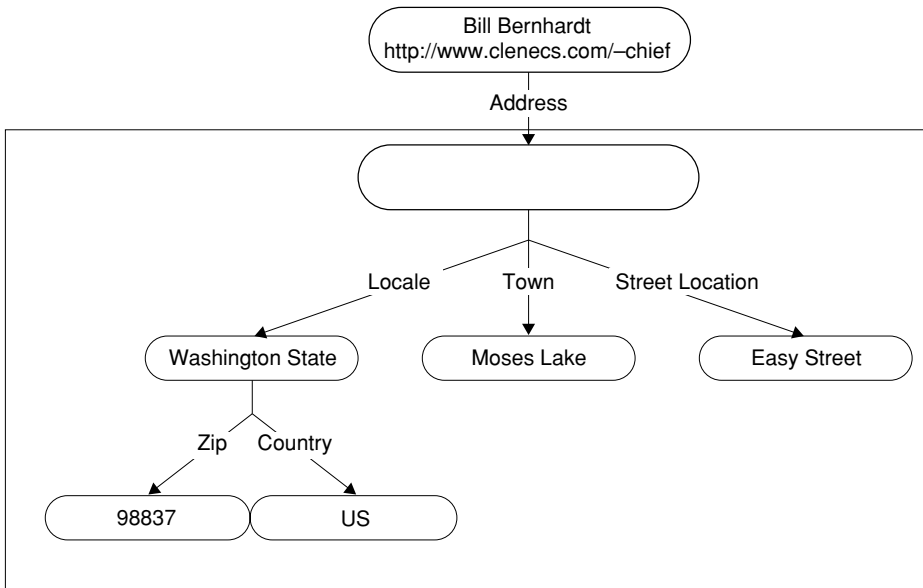 Bill Bernhardt
http://www.clenecs.com/–chief
Address
Locale
Town
Street Location
Washington State
Moses Lake
Easy Street
Zip
Country
98837
US